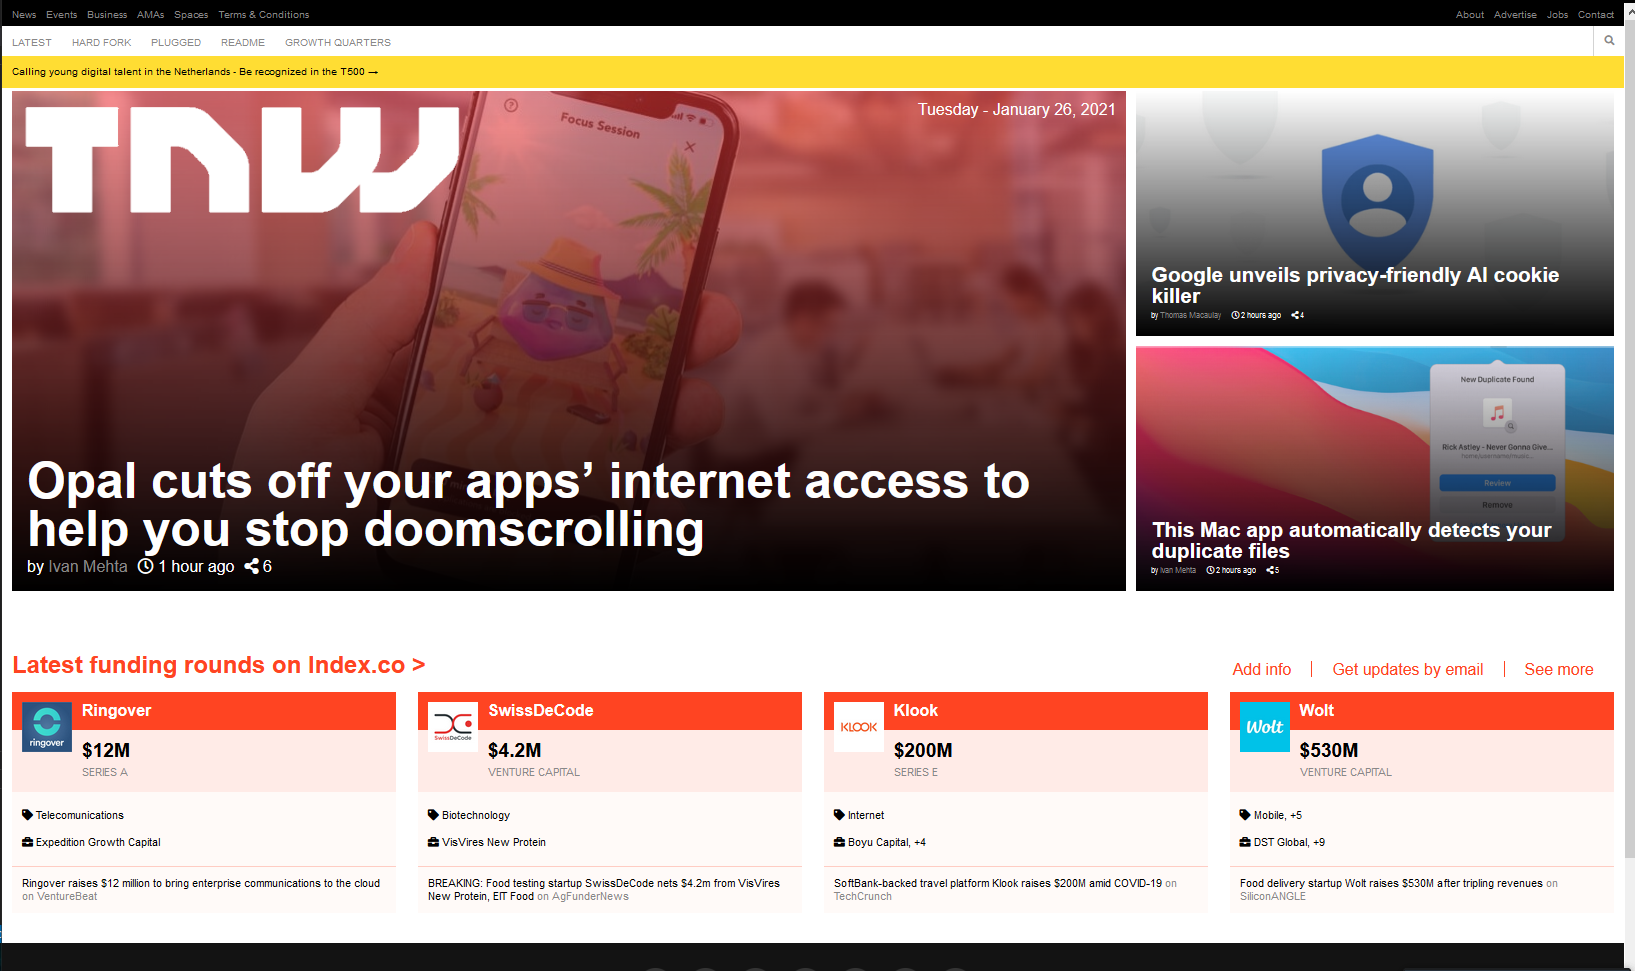 News Events Business AMAs Spaces Terms & Conditions About Advertise Jobs Contact
LATEST HARD FORK PLUGGED README GROWTH QUARTERS
Calling young digital talent in the Netherlands - Be recognized in the T500 →
TNW
Tuesday - January 26, 2021
Focus Session
Opal cuts off your apps’ internet access to
help you stop doomscrolling
by Ivan Mehta 1 hour ago 6
Google unveils privacy-friendly AI cookie
killer
by Thomas Macaulay 2 hours ago 4
New Duplicate Found
Rick Astley - Never Gonna Give...
home/username/music...
Review
Remove
This Mac app automatically detects your
duplicate files
by Ivan Mehta 2 hours ago 5
Latest funding rounds on Index.co >
Add info | Get updates by email | See more
ringover
Ringover
$12M
SERIES A
Telecomunications
Expedition Growth Capital
Ringover raises $12 million to bring enterprise communications to the cloud
on VentureBeat
SwissDeCode
SwissDeCode
$4.2M
VENTURE CAPITAL
Biotechnology
VisVires New Protein
BREAKING: Food testing startup SwissDeCode nets $4.2m from VisVires
New Protein, EIT Food on AgFunderNews
KLOOK
Klook
$200M
SERIES E
Internet
Boyu Capital, +4
SoftBank-backed travel platform Klook raises $200M amid COVID-19 on
TechCrunch
Wolt
Wolt
$530M
VENTURE CAPITAL
Mobile, +5
DST Global, +9
Food delivery startup Wolt raises $530M after tripling revenues on
SiliconANGLE